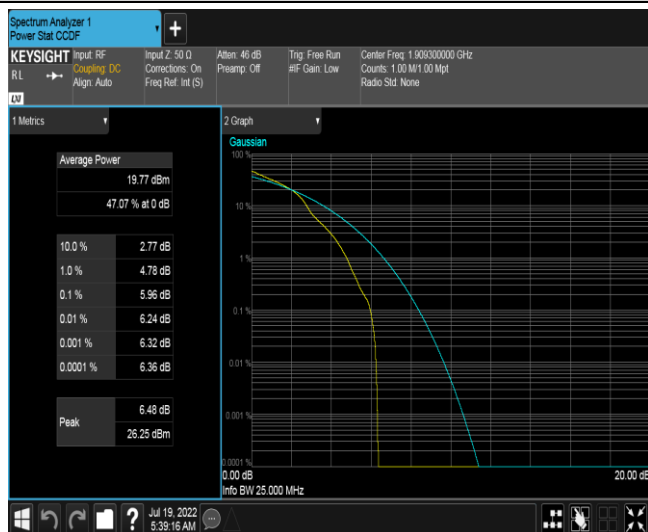 Spectrum Analyzer 1
Power Stat CCDF
+
KEYSIGHT
RL
LXI
Input: RF
Coupling: DC
Align: Auto
Input Z: 50 Ω
Corrections: On
Freq Ref: Int (S)
Atten: 46 dB
Preamp: Off
Trig: Free Run
#IF Gain: Low
Center Freq: 1.909300000 GHz
Counts: 1.00 M/1.00 Mpt
Radio Std: None
1 Metrics
Average Power
19.77 dBm
47.07 % at 0 dB
10.0 % 2.77 dB
1.0 % 4.78 dB
0.1 % 5.96 dB
0.01 % 6.24 dB
0.001 % 6.32 dB
0.0001 % 6.36 dB
Peak
6.48 dB
26.25 dBm
2 Graph
Gaussian
100 %
10 %
1 %
0.1 %
0.01 %
0.001 %
0.0001 %
0.00 dB 20.00 dB
Info BW 25.000 MHz
?
Jul 19, 2022
5:39:16 AM